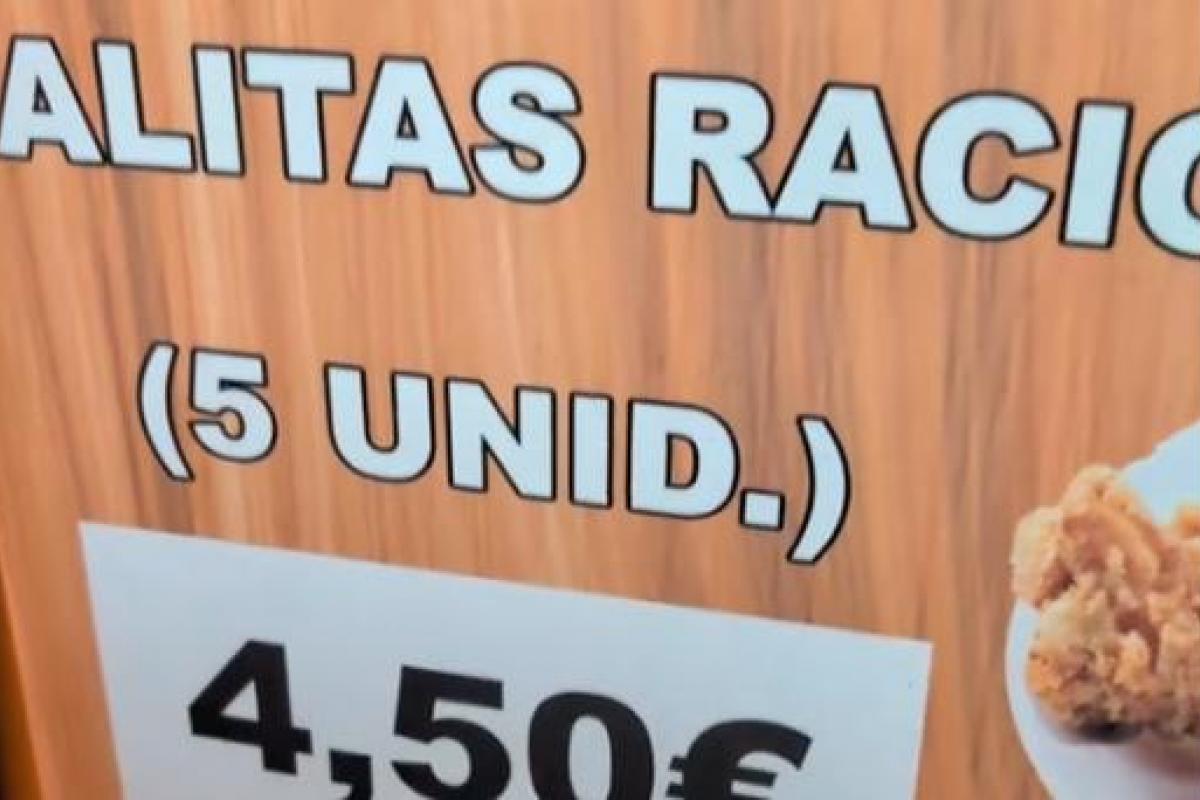 ALITAS RACIO
(5 UNID.)
4,50€